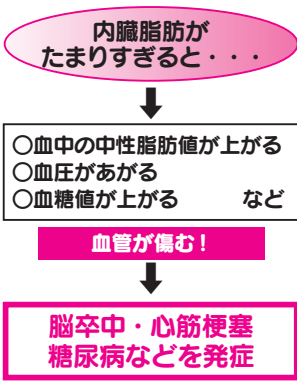 内臓脂肪が
たまりすぎると・・・
○血中の中性脂肪値が上がる
○血圧があがる
○血糖値が上がる　　など
血管が傷む！
脳卒中・心筋梗塞
糖尿病などを発症